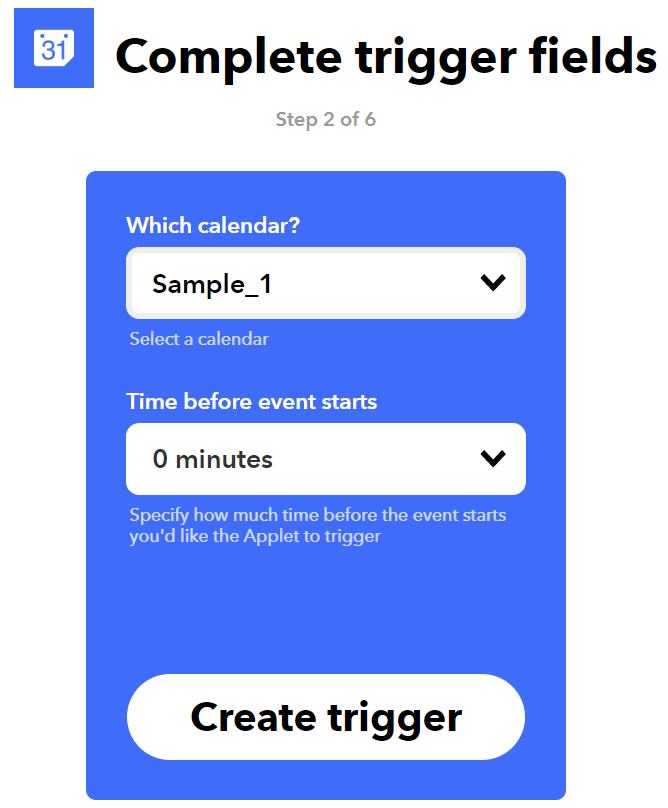 31
Complete trigger fields
Step 2 of 6
Which calendar?
Sample_1
Select a calendar
Time before event starts
0 minutes
Specify how much time before the event starts
you'd like the Applet to trigger
Create trigger